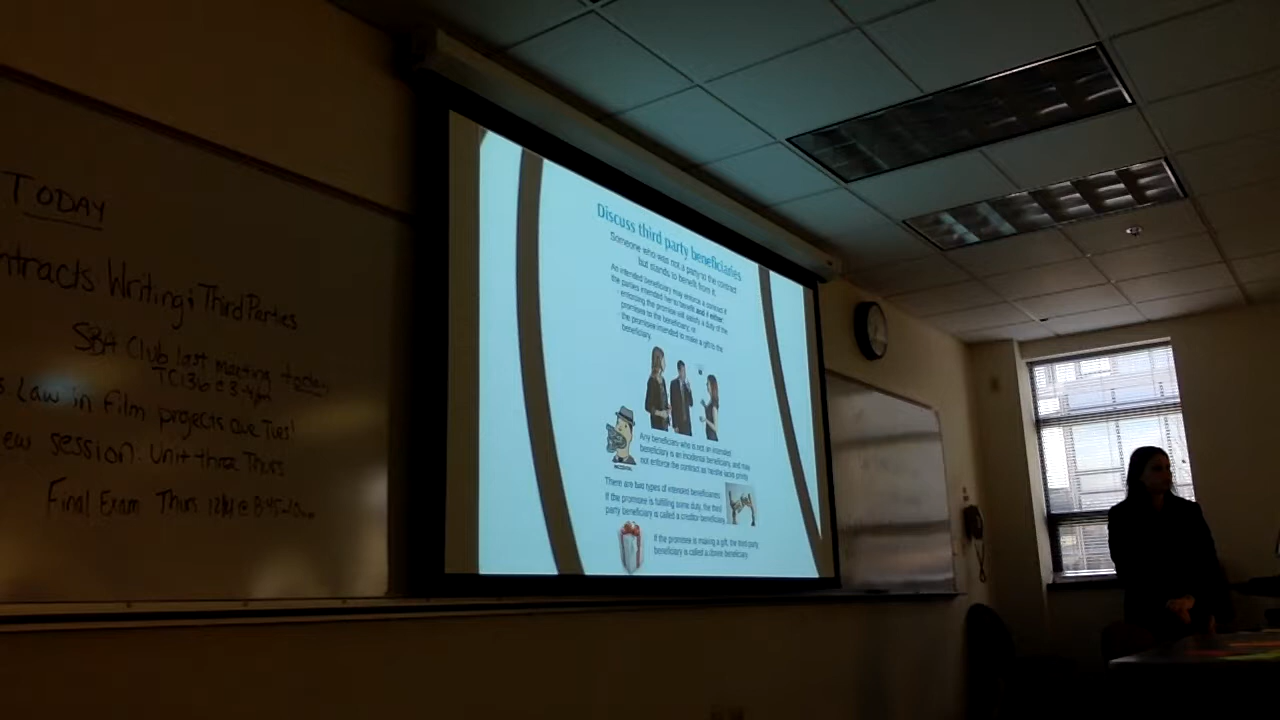 TODAY
ntracts: Writing; Third Parties
SBA Club last meeting today
TC136 @ 3-4
s Law in Film projects due Tues
ew session: Unit three Thurs
Final Exam Thurs @ 8:45-
Discuss third party beneficiaries
Someone who was not a party to the contract
but stands to benefit from it.
An intended beneficiary may enforce a contract if
the parties intended her to benefit and if either:
- enforcing the promise will satisfy a duty of the
promisee to the beneficiary, or
- the promisee intended to make a gift to the
beneficiary.
Any beneficiary who is not an intended
beneficiary is an incidental beneficiary, and may
not enforce the contract as he/she lacks privity
There are two types of intended beneficiaries:
If the promisee is fulfilling some duty, the third
party beneficiary is called a creditor beneficiary.
If the promisee is making a gift, the third party
beneficiary is called a donee beneficiary.